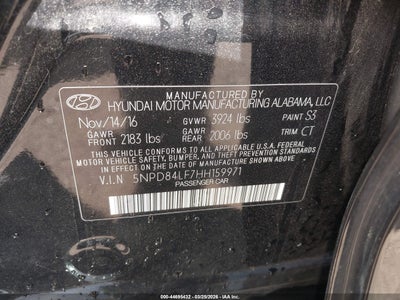 MANUFACTURED BY
HYUNDAI MOTOR MANUFACTURING ALABAMA, LLC
Nov/14/16 GVWR 3924 lbs PAINT S3
GAWR FRONT 2183 lbs GAWR REAR 2006 lbs TRIM CT
THIS VEHICLE CONFORMS TO ALL APPLICABLE U.S.A FEDERAL
MOTOR VEHICLE SAFETY, BUMPER, AND THEFT PREVENTION
STANDARDS IN EFFECT ON THE DATE OF MANUFACTURE
SHOWN ABOVE.
V.I.N 5NPD84LF7HH159971
PASSENGER CAR
IAA 000-44695432 - 03/29/2026 - IAA